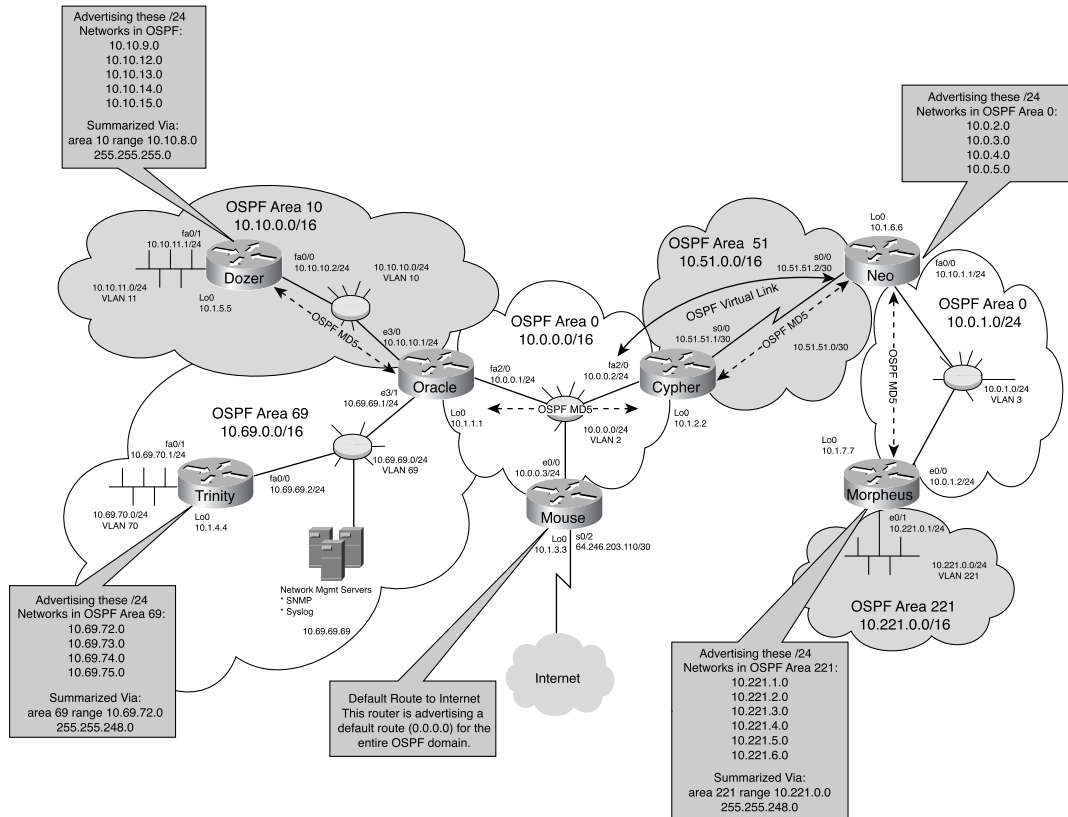 Advertising these /24
Networks in OSPF:
10.10.9.0
10.10.12.0
10.10.13.0
10.10.14.0
10.10.15.0
Summarized Via:
area 10 range 10.10.8.0
255.255.255.0
Advertising these /24
Networks in OSPF Area 0:
10.0.2.0
10.0.3.0
10.0.4.0
10.0.5.0
OSPF Area 10
10.10.0.0/16
fa0/1
10.10.11.1/24
Dozer
fa0/0
10.10.10.2/24
10.10.10.0/24
VLAN 10
10.10.11.0/24
VLAN 11
Lo0
10.1.5.5
OSPF MD5
e3/0
10.10.10.1/24
Oracle
e3/1
10.69.69.1/24
Lo0
10.1.1.1
fa2/0
10.0.0.1/24
OSPF Area 0
10.0.0.0/16
OSPF MD5
10.0.0.0/24
VLAN 2
fa2/0
10.0.0.2/24
Cypher
Lo0
10.1.2.2
OSPF Area 51
10.51.0.0/16
OSPF Virtual Link
s0/0
10.51.51.1/30
s0/0
10.51.51.2/30
OSPF MD5
10.51.51.0/30
Lo0
10.1.6.6
Neo
fa0/0
10.0.1.1/24
OSPF Area 0
10.0.1.0/24
OSPF MD5
10.0.1.0/24
VLAN 3
Lo0
10.1.7.7
e0/0
10.0.1.2/24
Morpheus
e0/1
10.221.0.1/24
10.221.0.0/24
VLAN 221
OSPF Area 221
10.221.0.0/16
OSPF Area 69
10.69.0.0/16
fa0/1
10.69.70.1/24
fa0/0
10.69.69.2/24
Trinity
10.69.70.0/24
VLAN 70
Lo0
10.1.4.4
10.69.69.0/24
VLAN 69
Network Mgmt Servers
* SNMP
* Syslog
10.69.69.69
e0/0
10.0.0.3/24
Mouse
Lo0
10.1.3.3
s0/2
64.246.203.110/30
Internet
Advertising these /24
Networks in OSPF Area 69:
10.69.72.0
10.69.73.0
10.69.74.0
10.69.75.0
Summarized Via:
area 69 range 10.69.72.0
255.255.248.0
Default Route to Internet
This router is advertising a
default route (0.0.0.0) for the
entire OSPF domain.
Advertising these /24
Networks in OSPF Area 221:
10.221.1.0
10.221.2.0
10.221.3.0
10.221.4.0
10.221.5.0
10.221.6.0
Summarized Via:
area 221 range 10.221.0.0
255.255.248.0